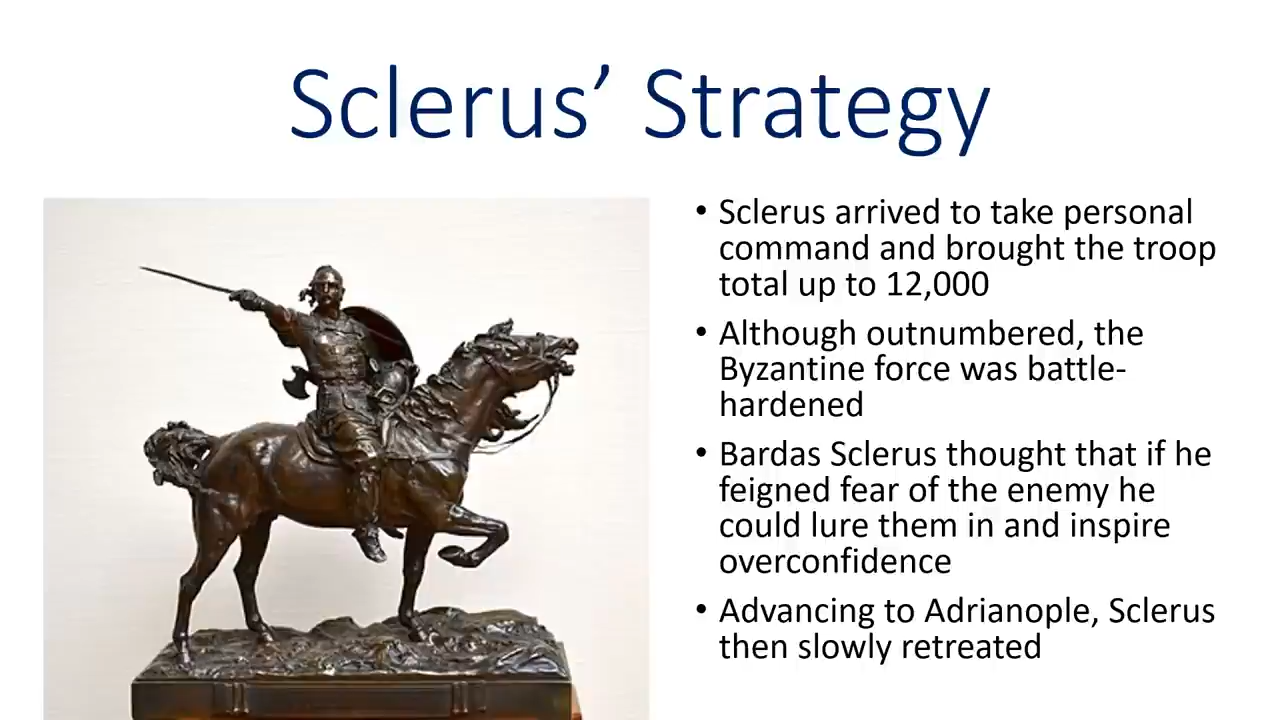 Sclerus’ Strategy
• Sclerus arrived to take personal
command and brought the troop
total up to 12,000
• Although outnumbered, the
Byzantine force was battle-
hardened
• Bardas Sclerus thought that if he
feigned fear of the enemy he
could lure them in and inspire
overconfidence
• Advancing to Adrianople, Sclerus
then slowly retreated